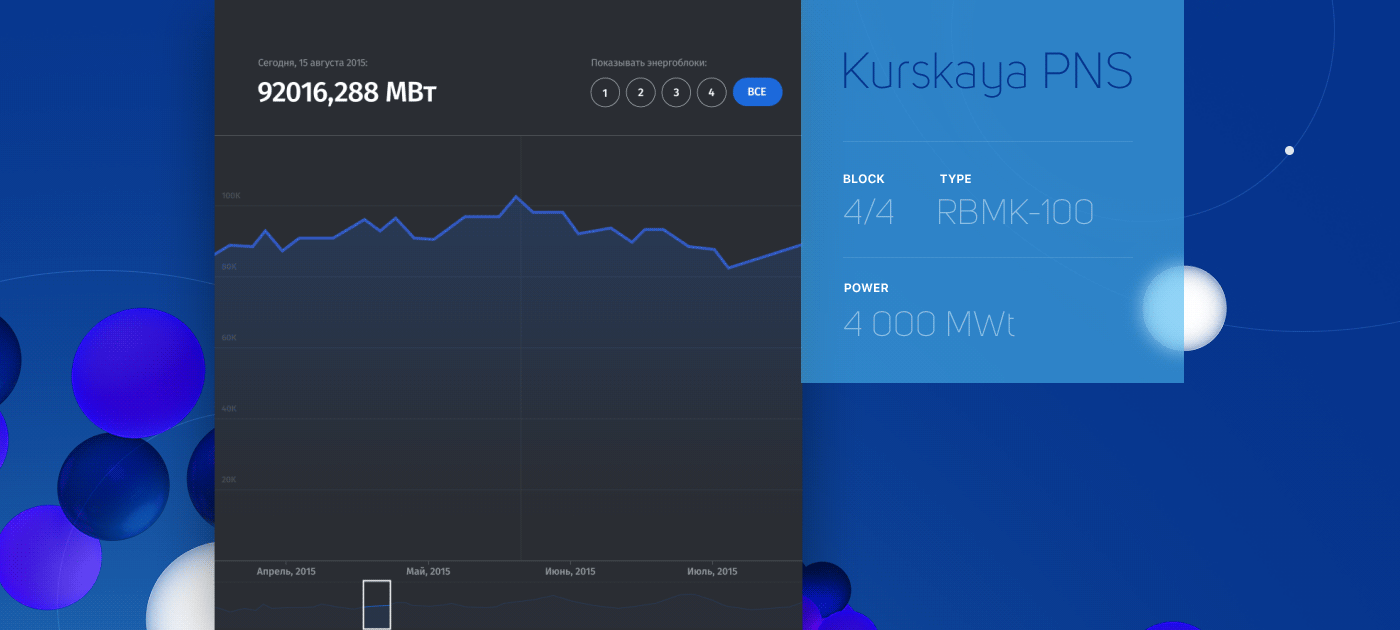 Сегодня, 15 августа 2015:
92016,288 МВт
Показывать энергоблоки:
1 2 3 4 ВСЕ
100K
80K
60K
40K
20K
Апрель, 2015 Май, 2015 Июнь, 2015 Июль, 2015
Kurskaya PNS
BLOCK TYPE
4/4 RBMK-100
POWER
4 000 MWt